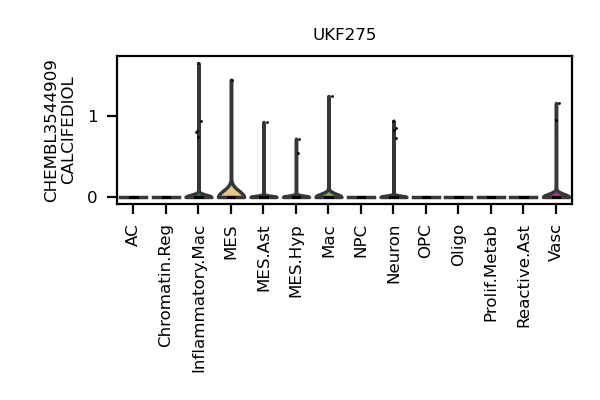 UKF275
CHEMBL3544909
CALCIFEDIOL
1
0
AC
Chromatin.Reg
Inflammatory.Mac
MES
MES.Ast
MES.Hyp
Mac
NPC
Neuron
OPC
Oligo
Prolif.Metab
Reactive.Ast
Vasc